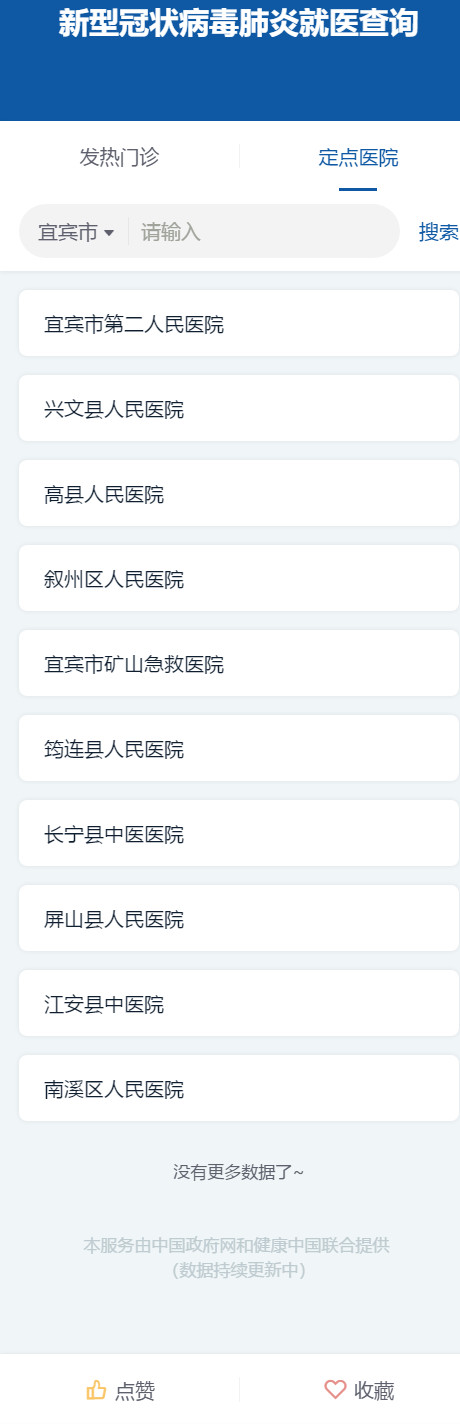 新型冠状病毒肺炎就医查询
发热门诊 定点医院
宜宾市 请输入 搜索
宜宾市第二人民医院
兴文县人民医院
高县人民医院
叙州区人民医院
宜宾市矿山急救医院
筠连县人民医院
长宁县中医医院
屏山县人民医院
江安县中医院
南溪区人民医院
没有更多数据了~
本服务由中国政府网和健康中国联合提供
（数据持续更新中）
点赞 收藏